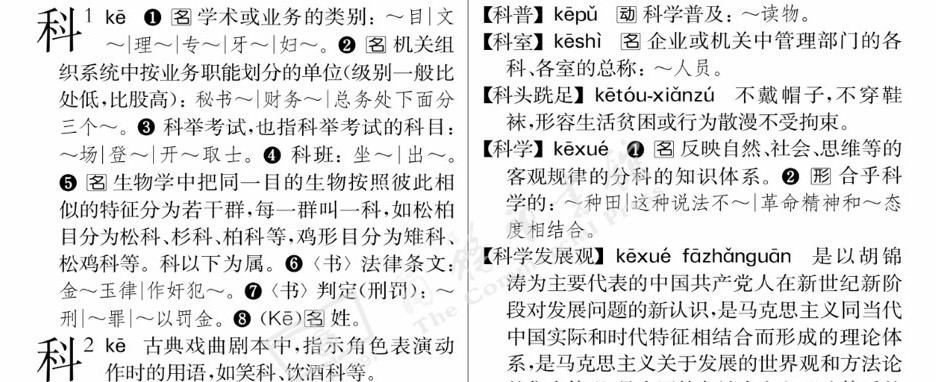 科¹ kē ❶ 名 学术或业务的类别：～目｜文
～｜理～｜专～｜牙～｜妇～。❷ 名 机关组
织系统中按业务职能划分的单位(级别一般比
处低,比股高)：秘书～｜财务～｜总务处下面分
三个～。❸ 科举考试,也指科举考试的科目：
～场｜登～｜开～取士。❹ 科班：坐～｜出～。
❺ 名 生物学中把同一目的生物按照彼此相
似的特征分为若干群,每一群叫一科,如松柏
目分为松科、杉科、柏科等,鸡形目分为雉科、
松鸡科等。科以下为属。❻〈书〉法律条文：
金～玉律｜作奸犯～。❼〈书〉判定(刑罚)：～
刑｜～罪｜～以罚金。❽ (Kē) 名 姓。
科² kē 古典戏曲剧本中,指示角色表演动
作时的用语,如笑科、饮酒科等。
【科普】kēpǔ 动 科学普及：～读物。
【科室】kēshì 名 企业或机关中管理部门的各
科、各室的总称：～人员。
【科头跣足】kētóu-xiǎnzú 不戴帽子,不穿鞋
袜,形容生活贫困或行为散漫不受拘束。
【科学】kēxué ❶ 名 反映自然、社会、思维等的
客观规律的分科的知识体系。❷ 形 合乎科
学的：～种田｜这种说法不～｜革命精神和～态
度相结合。
【科学发展观】kēxué fāzhǎnguān 是以胡锦
涛为主要代表的中国共产党人在新世纪新阶
段对发展问题的新认识,是马克思主义同当代
中国实际和时代特征相结合而形成的理论体
系,是马克思主义关于发展的世界观和方法论